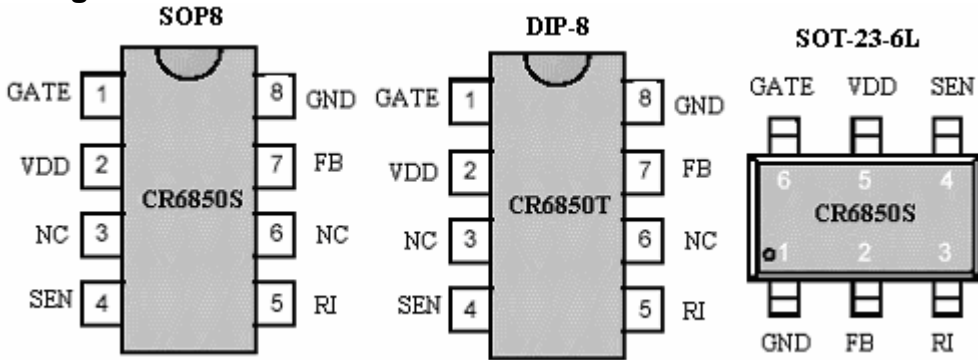 SOP8
GATE 1 8 GND
VDD 2 7 FB
CR6850S
NC 3 6 NC
SEN 4 5 RI
DIP-8
GATE 1 8 GND
VDD 2 7 FB
CR6850T
NC 3 6 NC
SEN 4 5 RI
SOT-23-6L
GATE VDD SEN
6 5 4
CR6850S
1 2 3
GND FB RI